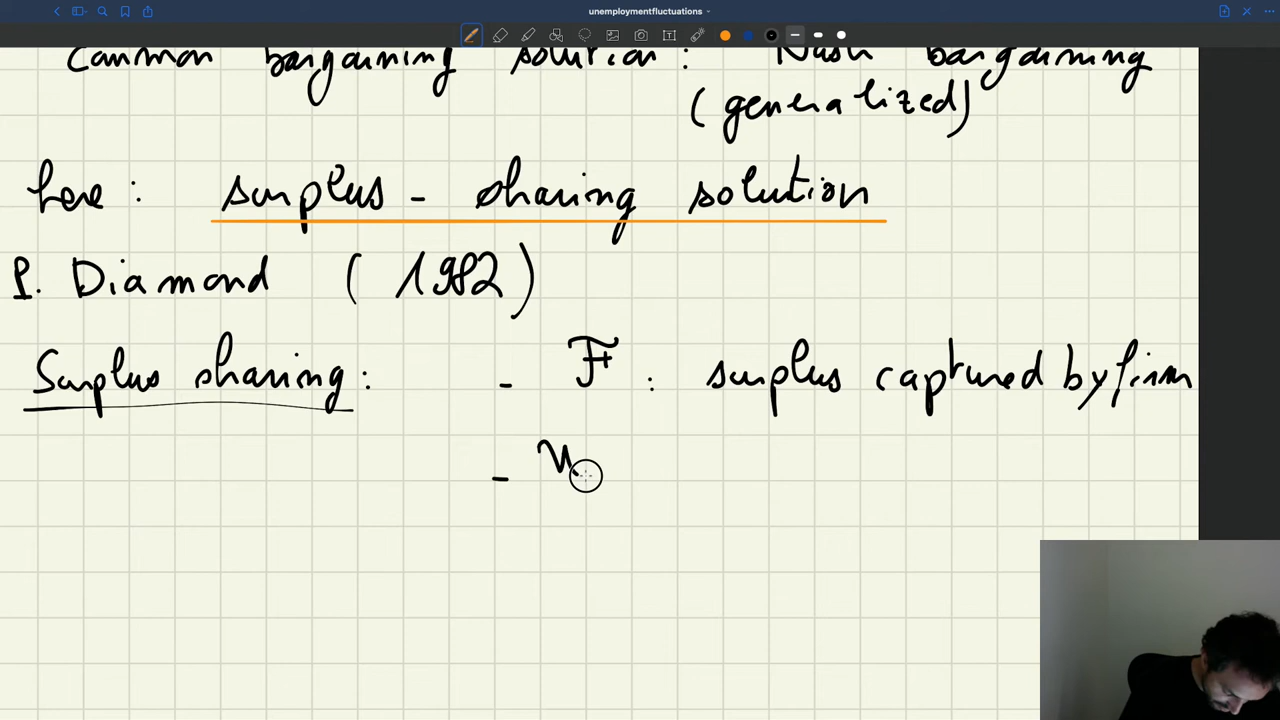 unemploymentfluctuations
Common bargaining solution : Nash bargaining
(generalized)
here : surplus - sharing solution
P. Diamond (1982)
Surplus sharing : - F : surplus captured by firm
-